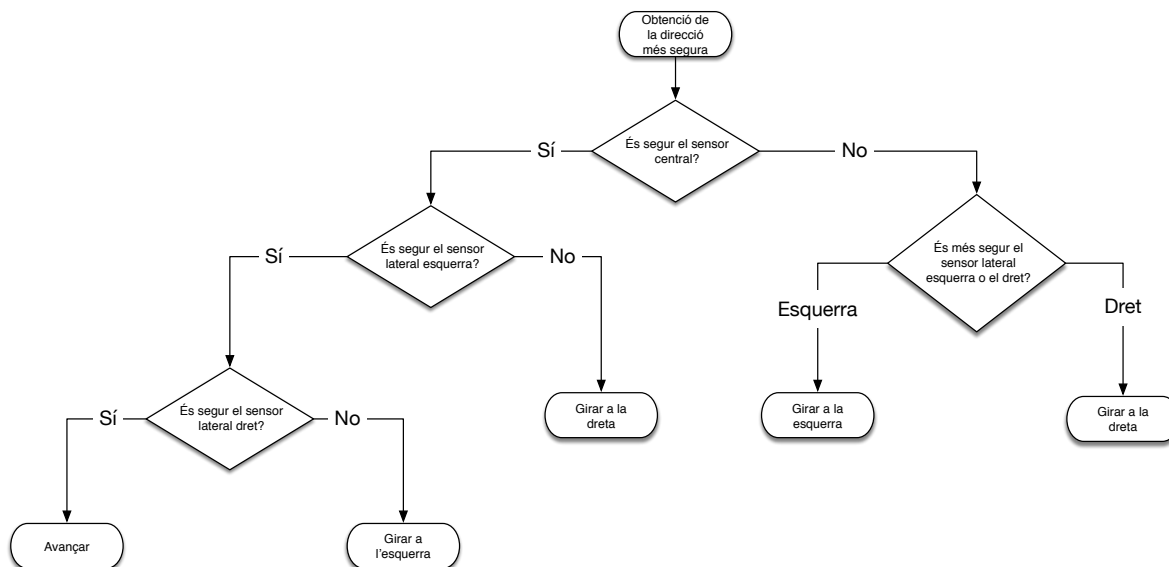 Obtenció de
la direcció
més segura
És segur el sensor
central?
Sí
No
És segur el sensor
lateral esquerra?
Sí
No
És més segur el
sensor lateral
esquerra o el dret?
Esquerra
Dret
És segur el sensor
lateral dret?
Sí
No
Girar a la
dreta
Girar a la
esquerra
Girar a la
dreta
Avançar
Girar a
l'esquerra